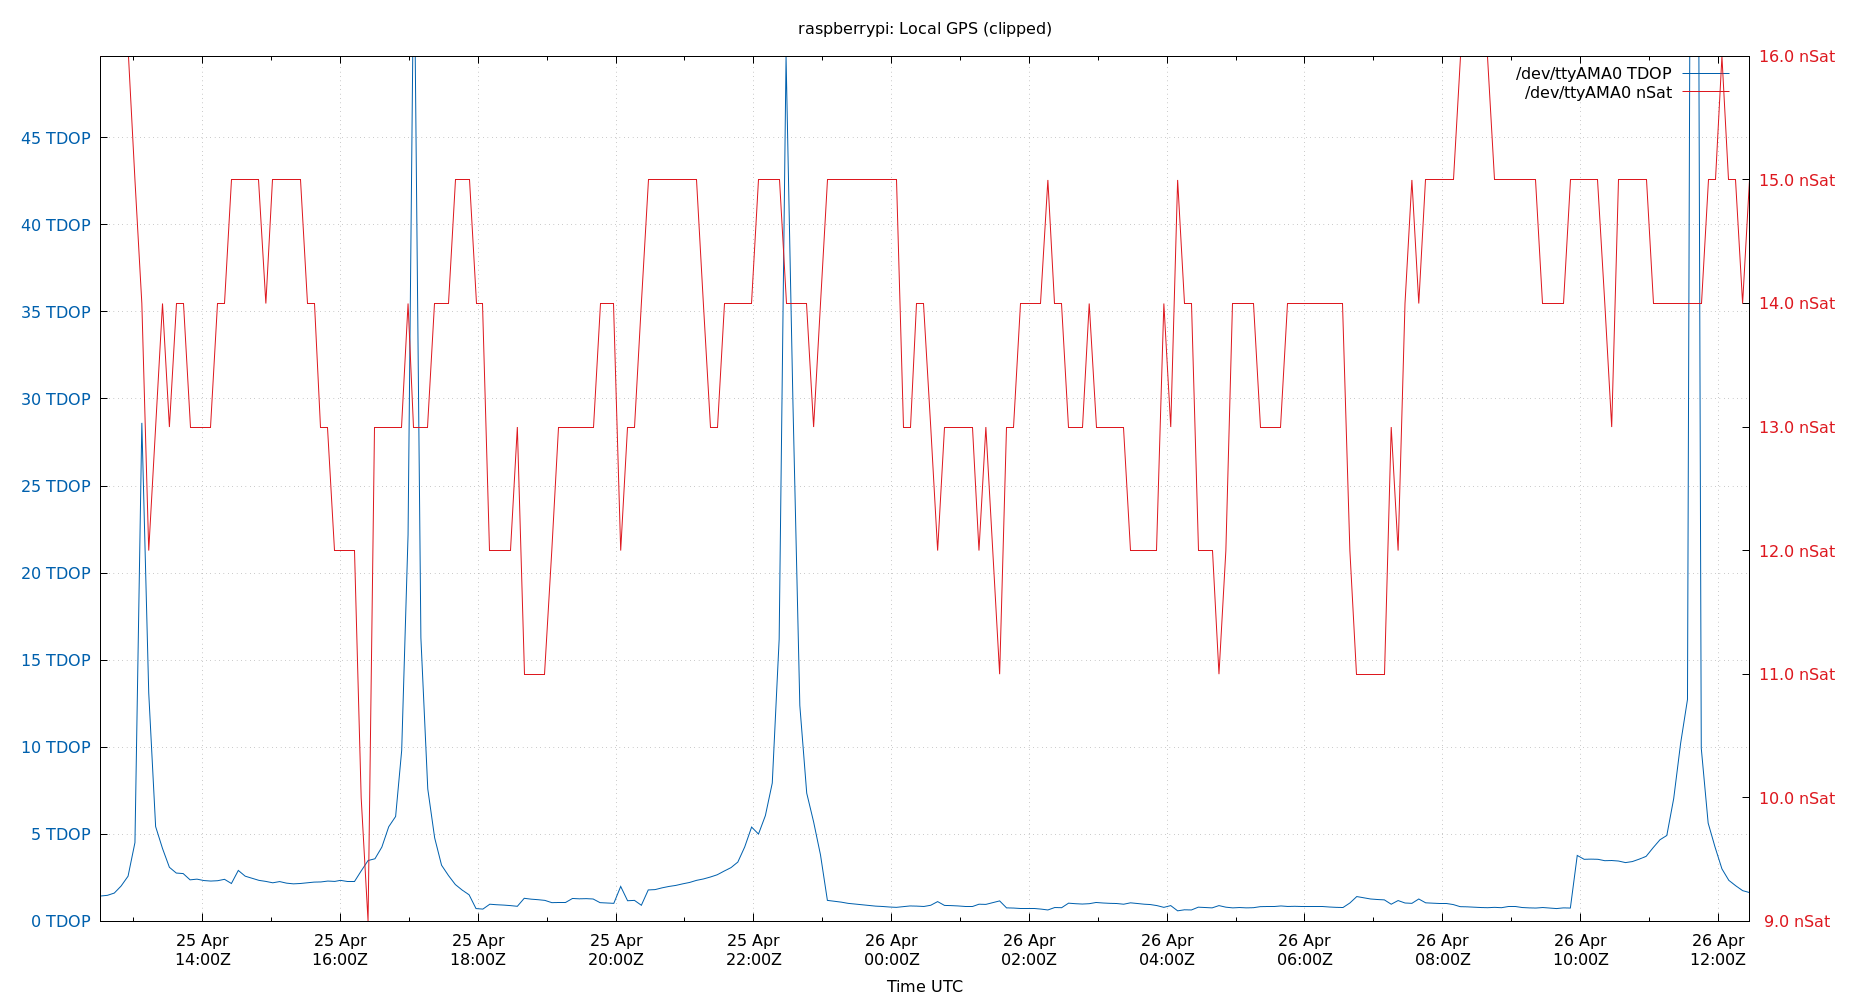 raspberrypi: Local GPS (clipped)
/dev/ttyAMA0 TDOP
/dev/ttyAMA0 nSat
45 TDOP
40 TDOP
35 TDOP
30 TDOP
25 TDOP
20 TDOP
15 TDOP
10 TDOP
5 TDOP
0 TDOP
16.0 nSat
15.0 nSat
14.0 nSat
13.0 nSat
12.0 nSat
11.0 nSat
10.0 nSat
9.0 nSat
25 Apr 25 Apr 25 Apr 25 Apr 25 Apr 26 Apr 26 Apr 26 Apr 26 Apr 26 Apr 26 Apr 26 Apr
14:00Z 16:00Z 18:00Z 20:00Z 22:00Z 00:00Z 02:00Z 04:00Z 06:00Z 08:00Z 10:00Z 12:00Z
Time UTC